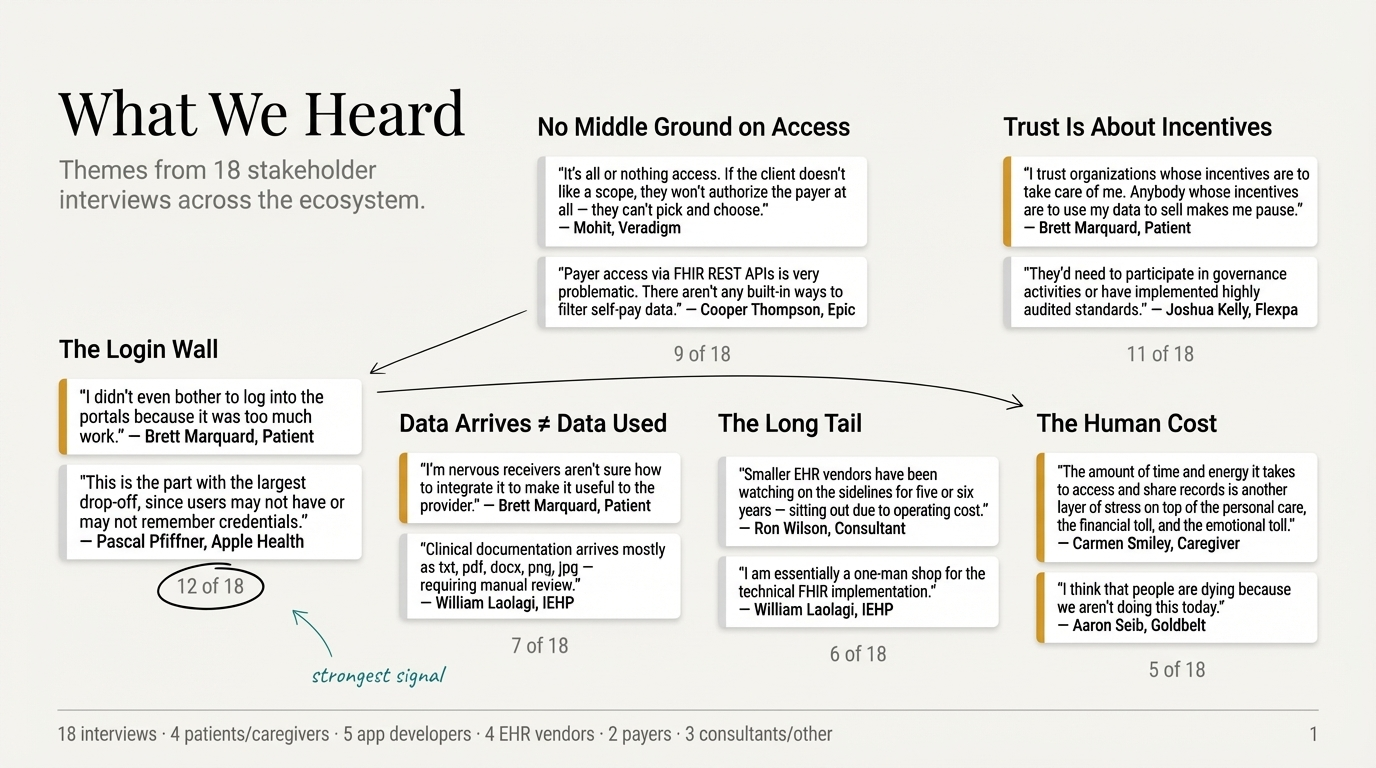 What We Heard
Themes from 18 stakeholder
interviews across the ecosystem.
No Middle Ground on Access
"It's all or nothing access. If the client doesn't
like a scope, they won't authorize the payer at
all — they can't pick and choose."
— Mohit, Veradigm
"Payer access via FHIR REST APIs is very
problematic. There aren't any built-in ways to
filter self-pay data." — Cooper Thompson, Epic
9 of 18
Trust Is About Incentives
"I trust organizations whose incentives are to
take care of me. Anybody whose incentives
are to use my data to sell makes me pause."
— Brett Marquard, Patient
"They'd need to participate in governance
activities or have implemented highly
audited standards." — Joshua Kelly, Flexpa
11 of 18
The Login Wall
"I didn't even bother to log into the
portals because it was too much
work." — Brett Marquard, Patient
"This is the part with the largest
drop-off, since users may not have or
may not remember credentials."
— Pascal Pfiffner, Apple Health
12 of 18
strongest signal
Data Arrives ≠ Data Used
"I'm nervous receivers aren't sure how
to integrate it to make it useful to the
provider." — Brett Marquard, Patient
"Clinical documentation arrives mostly
as txt, pdf, docx, png, jpg —
requiring manual review."
— William Laolagi, IEHP
7 of 18
The Long Tail
"Smaller EHR vendors have been
watching on the sidelines for five or six
years — sitting out due to operating cost."
— Ron Wilson, Consultant
"I am essentially a one-man shop for the
technical FHIR implementation."
— William Laolagi, IEHP
6 of 18
The Human Cost
"The amount of time and energy it takes
to access and share records is another
layer of stress on top of the personal care,
the financial toll, and the emotional toll."
— Carmen Smiley, Caregiver
"I think that people are dying because
we aren't doing this today."
— Aaron Seib, Goldbelt
5 of 18
18 interviews · 4 patients/caregivers · 5 app developers · 4 EHR vendors · 2 payers · 3 consultants/other
1